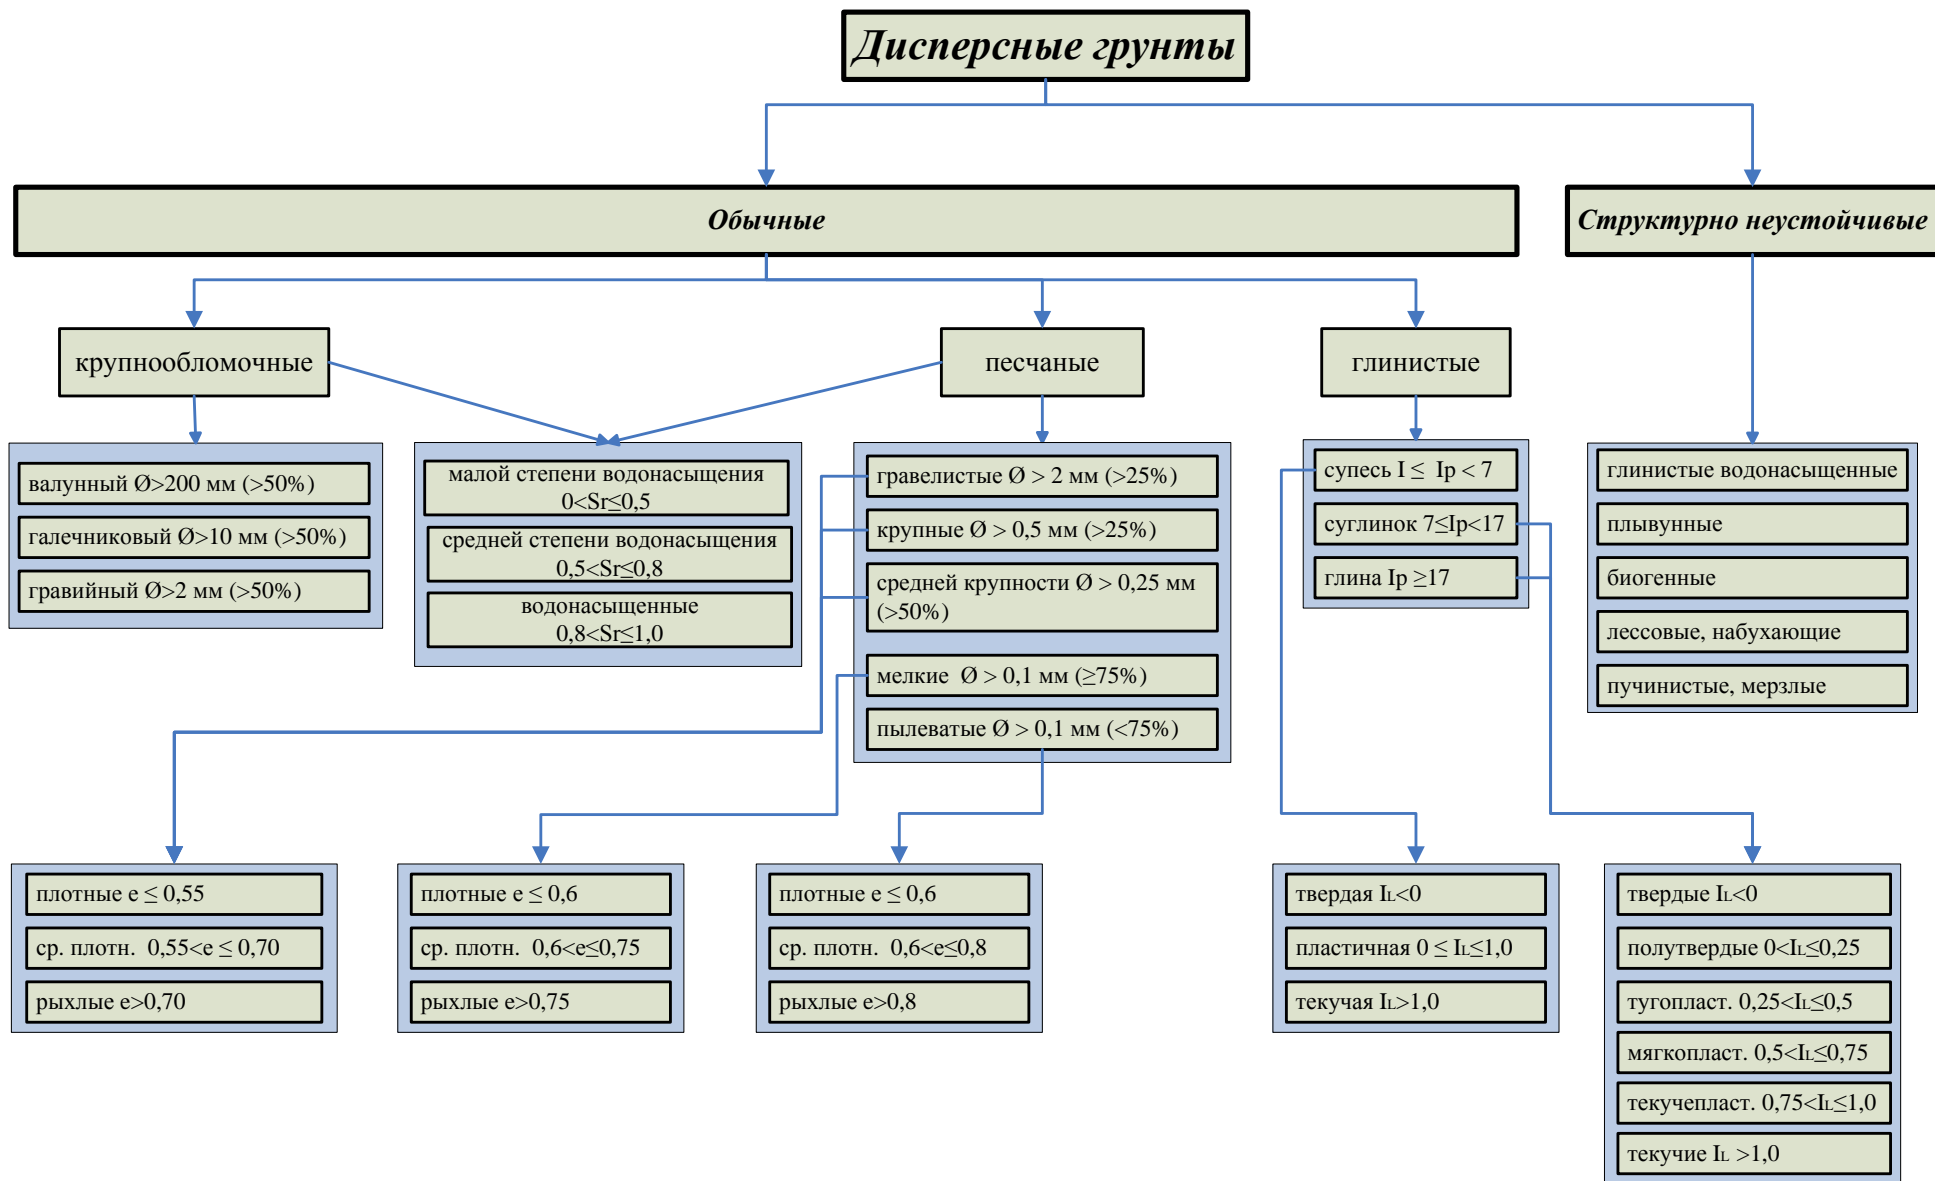 Дисперсные грунты
Обычные
Структурно неустойчивые
крупнообломочные
песчаные
глинистые
валунный Ø>200 мм (>50%)
галечниковый Ø>10 мм (>50%)
гравийный Ø>2 мм (>50%)
малой степени водонасыщения
0<Sr≤0,5
средней степени водонасыщения
0,5<Sr≤0,8
водонасыщенные
0,8<Sr≤1,0
гравелистые Ø > 2 мм (>25%)
крупные Ø > 0,5 мм (>25%)
средней крупности Ø > 0,25 мм
(>50%)
мелкие Ø > 0,1 мм (≥75%)
пылеватые Ø > 0,1 мм (<75%)
супесь I ≤ Ip < 7
суглинок 7≤Ip<17
глина Ip ≥17
глинистые водонасыщенные
плывунные
биогенные
лессовые, набухающие
пучинистые, мерзлые
плотные e ≤ 0,55
ср. плотн. 0,55<e ≤ 0,70
рыхлые e>0,70
плотные e ≤ 0,6
ср. плотн. 0,6<e≤0,75
рыхлые e>0,75
плотные e ≤ 0,6
ср. плотн. 0,6<e≤0,8
рыхлые e>0,8
твердая IL<0
пластичная 0 ≤ IL≤1,0
текучая IL>1,0
твердые IL<0
полутвердые 0<IL≤0,25
тугопласт. 0,25<IL≤0,5
мягкопласт. 0,5<IL≤0,75
текучепласт. 0,75<IL≤1,0
текучие IL >1,0